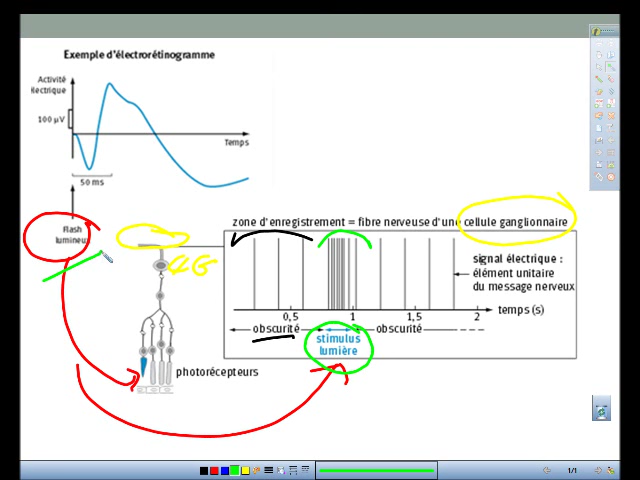 Exemple d'électrorétinogramme
Activité
électrique
100 µV
Temps
50 ms
flash
lumineux
zone d'enregistrement = fibre nerveuse d'une cellule ganglionnaire
CG
signal électrique :
élément unitaire
du message nerveux
0,5
1
1,5
2
temps (s)
obscurité
stimulus
lumière
obscurité
photorécepteurs
1/1